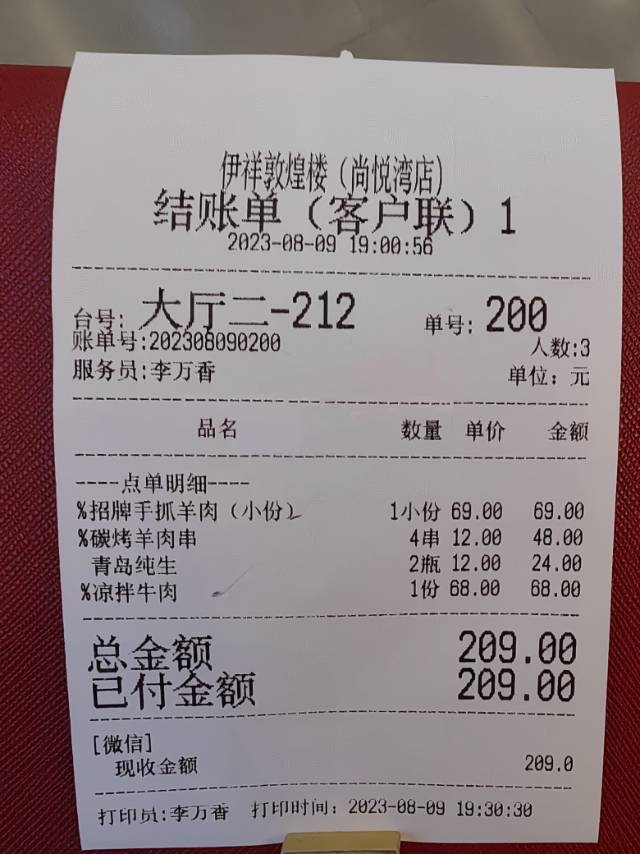 伊祥敦煌楼（尚悦湾店）
结账单（客户联）1
2023-08-09 19:00:56
台号: 大厅二-212 单号: 200
账单号:202308090200 人数:3
服务员:李万香 单位: 元
品名 数量 单价 金额
----点单明细----
%招牌手抓羊肉（小份） 1小份 69.00 69.00
%碳烤羊肉串 4串 12.00 48.00
青岛纯生 2瓶 12.00 24.00
%凉拌牛肉 1份 68.00 68.00
总金额 209.00
已付金额 209.00
[微信]
现收金额 209.0
打印员:李万香 打印时间: 2023-08-09 19:30:30